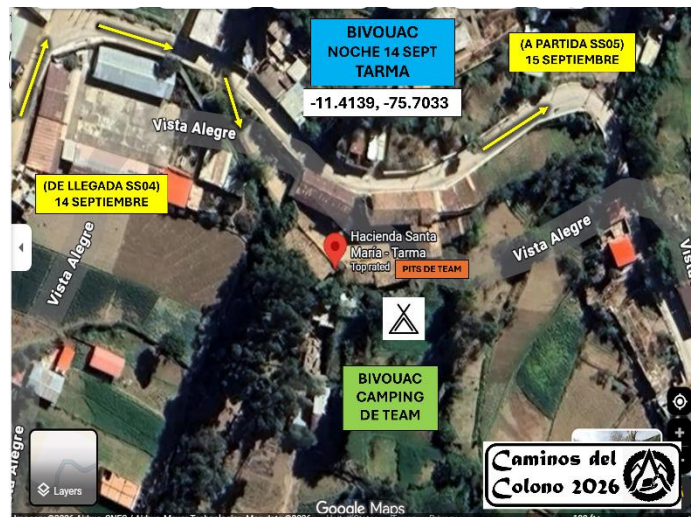 BIVOUAC
NOCHE 14 SEPT
TARMA
-11.4139, -75.7033
(A PARTIDA SS05)
15 SEPTIEMBRE
Vista Alegre
(DE LLEGADA SS04)
14 SEPTIEMBRE
Vista Alegre
Hacienda Santa
Maria - Tarma
Top rated
PITS DE TEAM
Vista Alegre
BIVOUAC
CAMPING
DE TEAM
Layers
Google Maps
Caminos del
Colono 2026